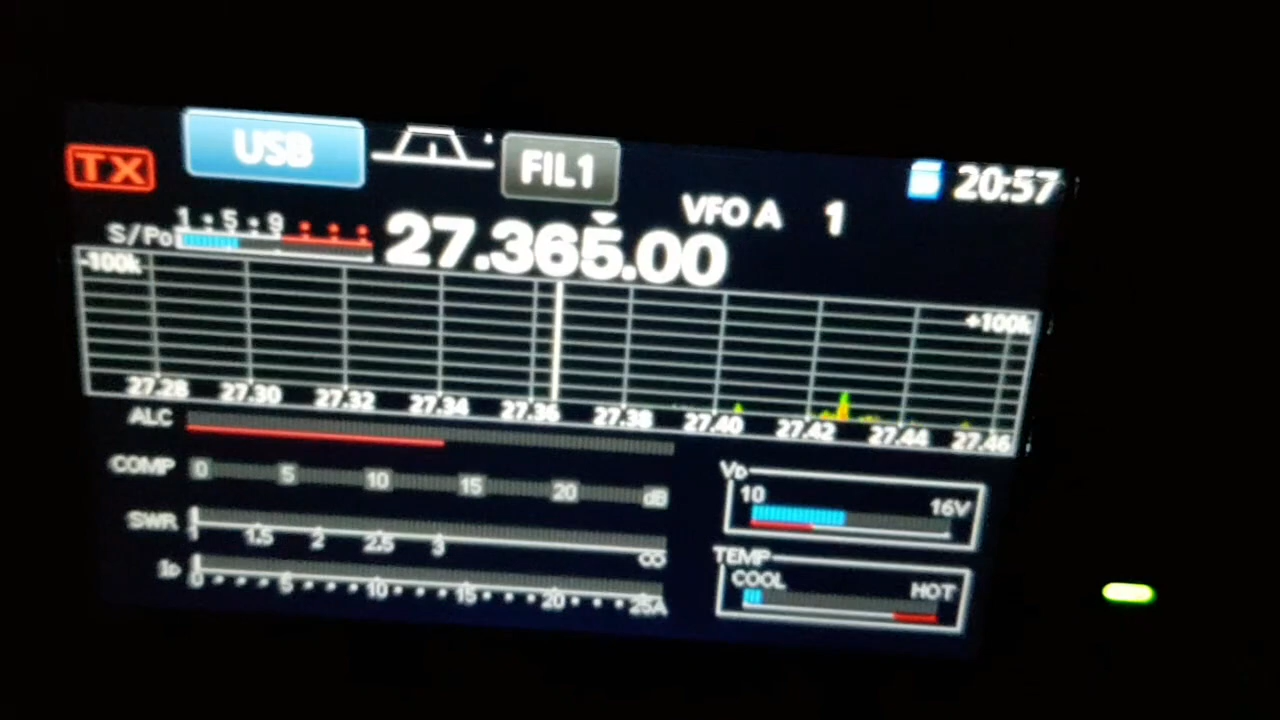 TX USB FIL1 20:57
VFO A 1
S/Po 1 5 9 27.365.00
-100k +100k
27.28 27.30 27.32 27.34 27.36 27.38 27.40 27.42 27.44 27.46
ALC
COMP 0 5 10 15 20 dB
SWR 1 1.5 2 2.5 3 ∞
ID 0 5 10 15 20 25A
VD
10 16V
TEMP
COOL HOT